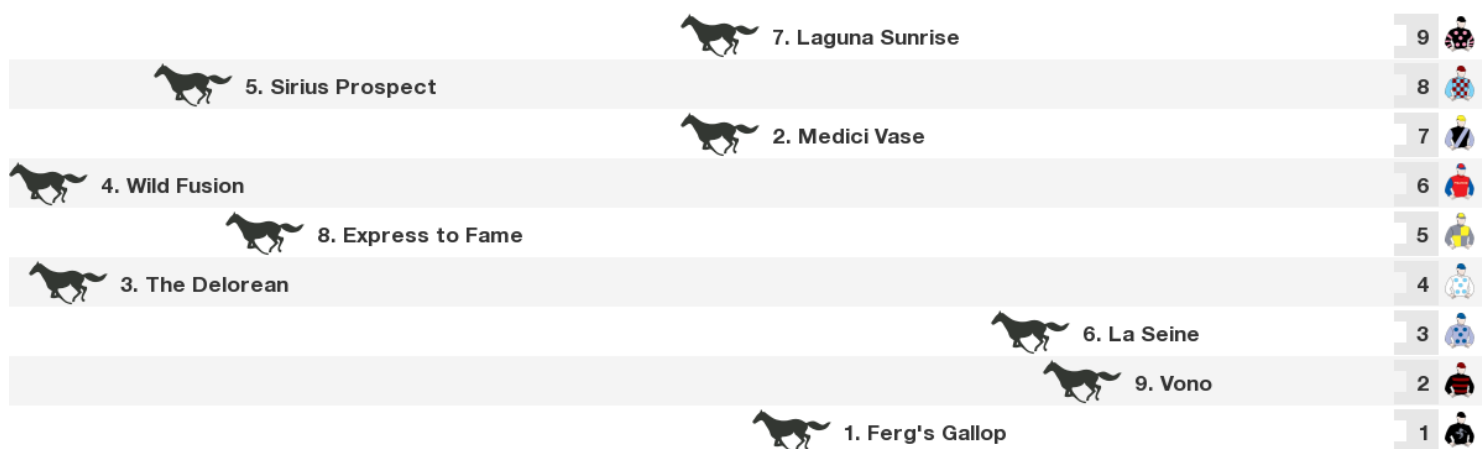 7. Laguna Sunrise 9
5. Sirius Prospect 8
2. Medici Vase 7
4. Wild Fusion 6
8. Express to Fame 5
3. The Delorean 4
6. La Seine 3
9. Vono 2
1. Ferg's Gallop 1